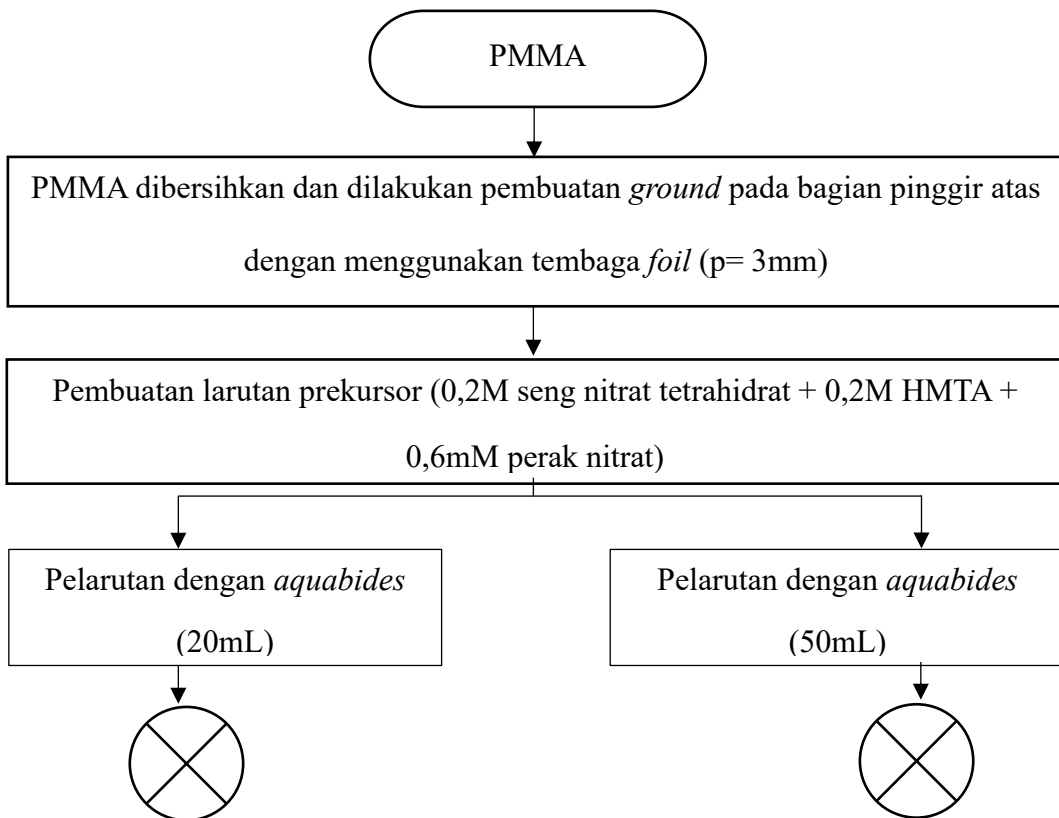 PMMA
PMMA dibersihkan dan dilakukan pembuatan ground pada bagian pinggir atas
dengan menggunakan tembaga foil (p= 3mm)
Pembuatan larutan prekursor (0,2M seng nitrat tetrahidrat + 0,2M HMTA +
0,6mM perak nitrat)
Pelarutan dengan aquabides
(20mL)
Pelarutan dengan aquabides
(50mL)